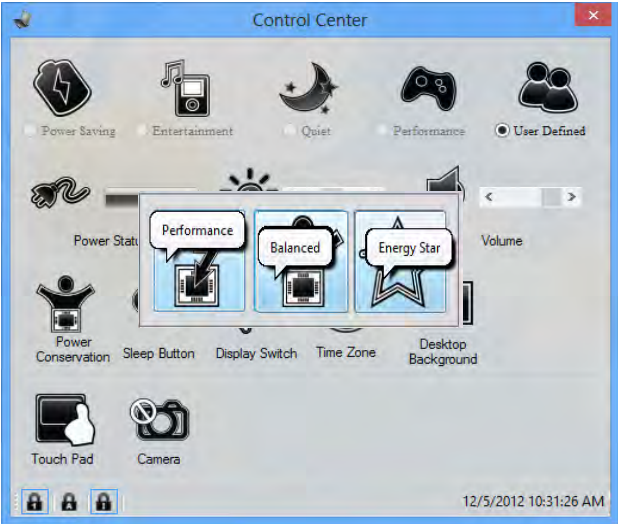 Control Center
Power Saving
Entertainment
Quiet
Performance
User Defined
Performance
Balanced
Energy Star
Power
Volume
Power
Conservation
Sleep Button
Display Switch
Time Zone
Desktop
Background
Touch Pad
Camera
12/5/2012 10:31:26 AM